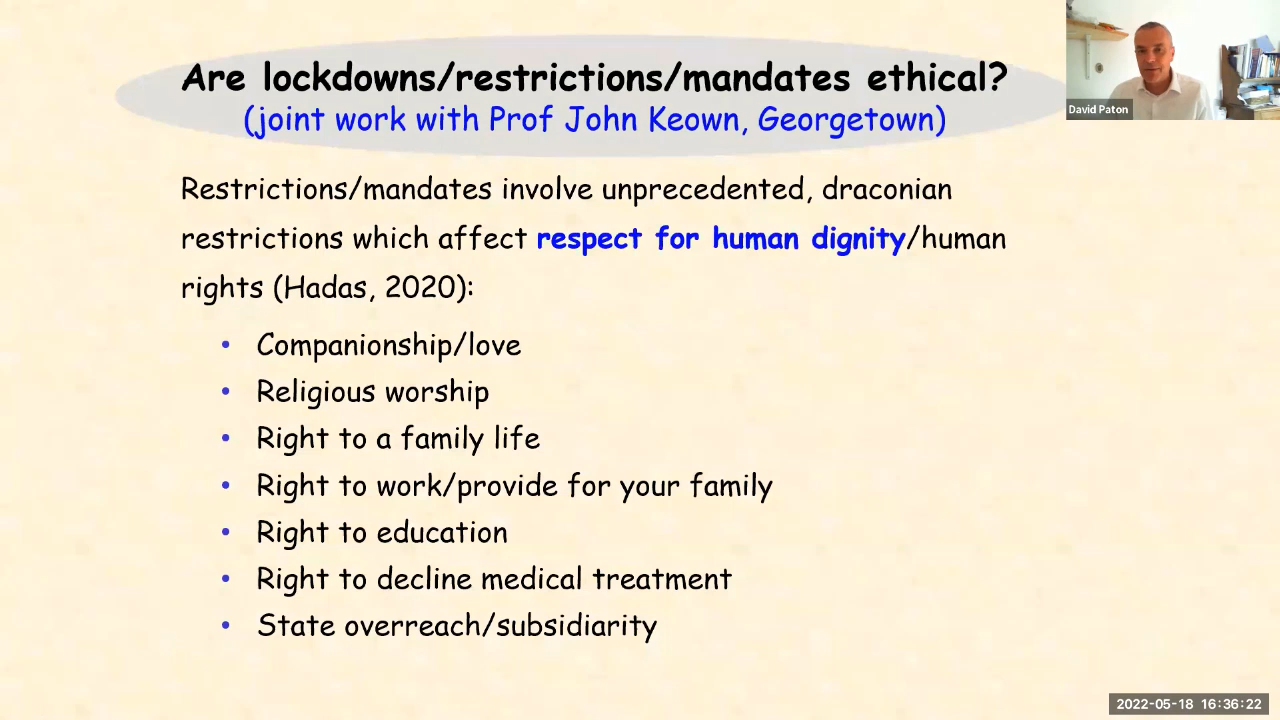 Are lockdowns/restrictions/mandates ethical?
(joint work with Prof John Keown, Georgetown)
David Paton
Restrictions/mandates involve unprecedented, draconian
restrictions which affect respect for human dignity/human
rights (Hadas, 2020):
• Companionship/love
• Religious worship
• Right to a family life
• Right to work/provide for your family
• Right to education
• Right to decline medical treatment
• State overreach/subsidiarity
2022-05-18 16:36:22